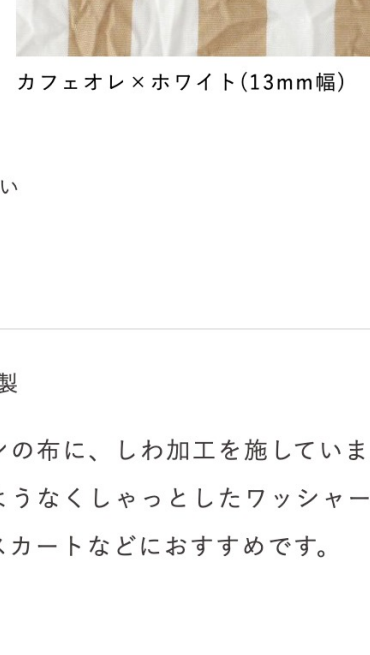 カフェオレ×ホワイト(13mm幅)
い
製
ンの布に、しわ加工を施していま
ようなくしゃっとしたワッシャー
スカートなどにおすすめです。